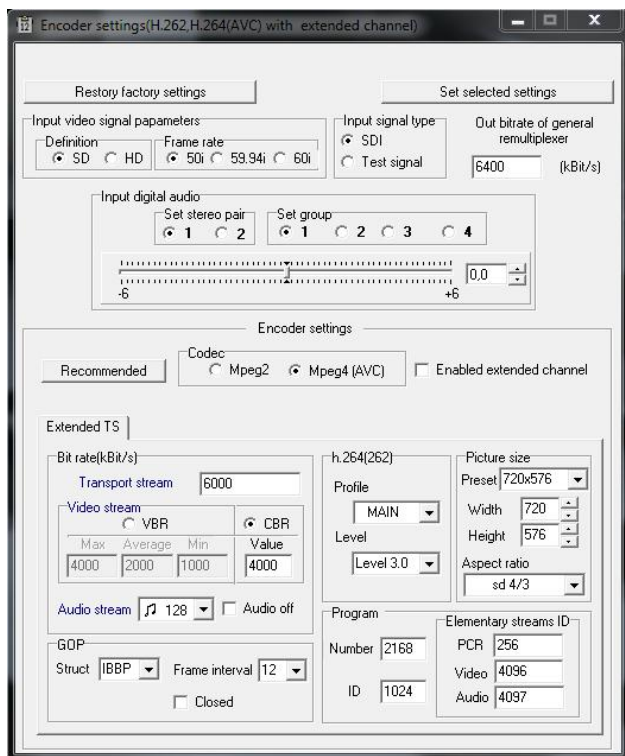 Encoder settings(H.262,H.264(AVC) with extended channel)
Restory factory settings
Set selected settings
Input video signal papameters
Definition
SD HD
Frame rate
50i 59.94i 60i
Input signal type
SDI
Test signal
Out bitrate of general
remultiplexer
6400 (kBit/s)
Input digital audio
Set stereo pair
1 2
Set group
1 2 3 4
-6 +6
0,0
Encoder settings
Recommended
Codec
Mpeg2 Mpeg4 (AVC)
Enabled extended channel
Extended TS
Bit rate(kBit/s)
Transport stream 6000
Video stream
VBR CBR
Max Average Min Value
4000 2000 1000 4000
Audio stream 128 Audio off
GOP
Struct IBBP Frame interval 12
Closed
h.264(262)
Profile
MAIN
Level
Level 3.0
Picture size
Preset 720x576
Width 720
Height 576
Aspect ratio
sd 4/3
Program
Number 2168
ID 1024
Elementary streams ID
PCR 256
Video 4096
Audio 4097